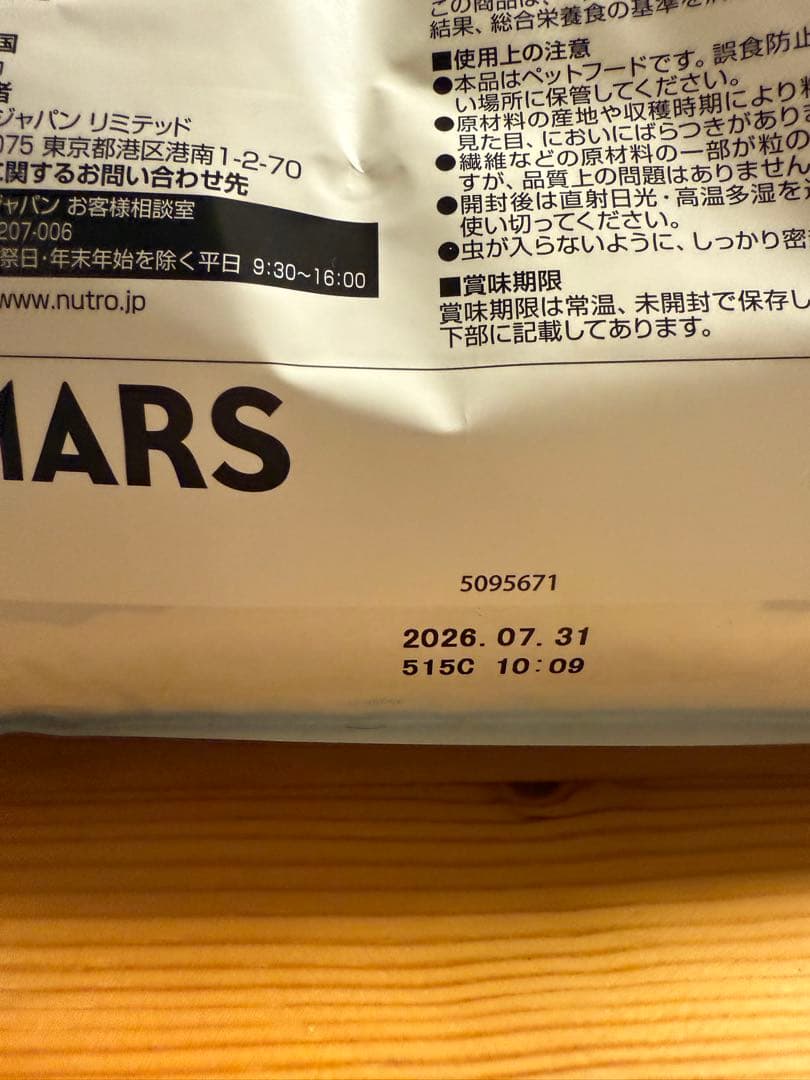 国
者
ジャパン リミテッド
075 東京都港区港南1-2-70
に関するお問い合わせ先
ジャパン お客様相談室
207-006
祭日・年末年始を除く平日 9:30～16:00
www.nutro.jp
MARS
この商品は、
結果、総合栄養食の基準を
■使用上の注意
●本品はペットフードです。誤食防止
い場所に保管してください。
●原材料の産地や収穫時期により
見た目、においにばらつきがあり
●繊維などの原材料の一部が粒の
すが、品質上の問題はありません
●開封後は直射日光・高温多湿を
使い切ってください。
●虫が入らないように、しっかり密
■賞味期限
賞味期限は常温、未開封で保存し
下部に記載してあります。
5095671
2026. 07. 31
515C 10:09